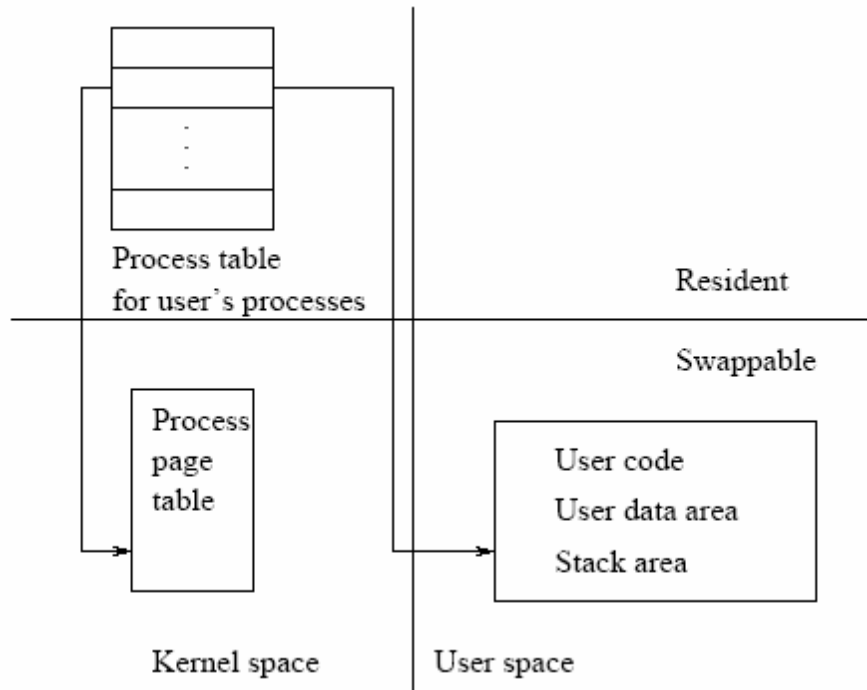 Process table
for user's processes
Resident
Swappable
Process
page
table
User code
User data area
Stack area
Kernel space
User space